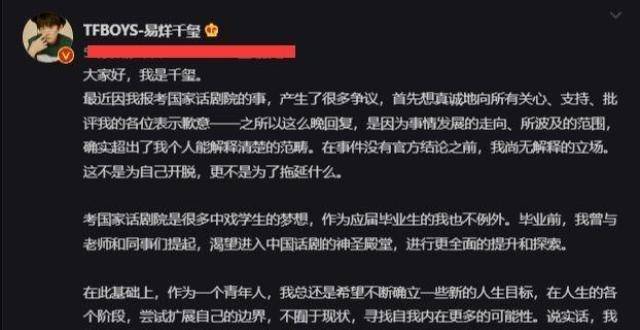 TFBOYS-易烊千玺
大家好，我是千玺。
最近因我报考国家话剧院的事，产生了很多争议，首先想真诚地向所有关心、支持、批
评我的各位表示歉意——之所以这么晚回复，是因为事情发展的走向、所波及的范围，
确实超出了我个人能解释清楚的范畴。在事件没有官方结论之前，我尚无解释的立场。
这不是为自己开脱，更不是为了拖延什么。
考国家话剧院是很多中戏学生的梦想，作为应届毕业生的我也不例外。毕业前，我曾与
老师和同事们提起，渴望进入中国话剧的神圣殿堂，进行更全面的提升和探索。
在此基础上，作为一个青年人，我总还是希望不断确立一些新的人生目标，在人生的各
个阶段，尝试扩展自己的边界，不囿于现状，寻找自我内在更多的可能性。说实话，我